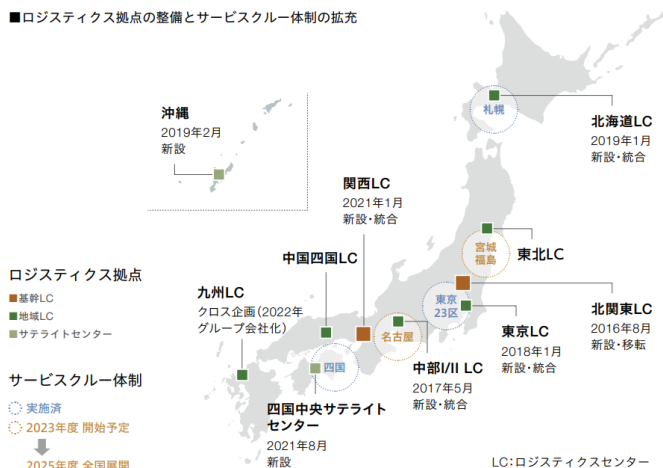 ■ロジスティクス拠点の整備とサービスクルー体制の拡充
沖縄
2019年2月
新設
札幌
北海道LC
2019年1月
新設・統合
関西LC
2021年1月
新設・統合
宮城
福島
東北LC
中国四国LC
ロジスティクス拠点
基幹LC
地域LC
サテライトセンター
九州LC
クロス企画(2022年
グループ会社化)
東京
23区
北関東LC
2016年8月
新設・移転
東京LC
2018年1月
新設・統合
名古屋
中部I/II LC
2017年5月
新設・統合
四国
サービスクルー体制
実施済
2023年度 開始予定
2025年度 全国展開
四国中央サテライト
センター
2021年8月
新設
LC:ロジスティクスセンター